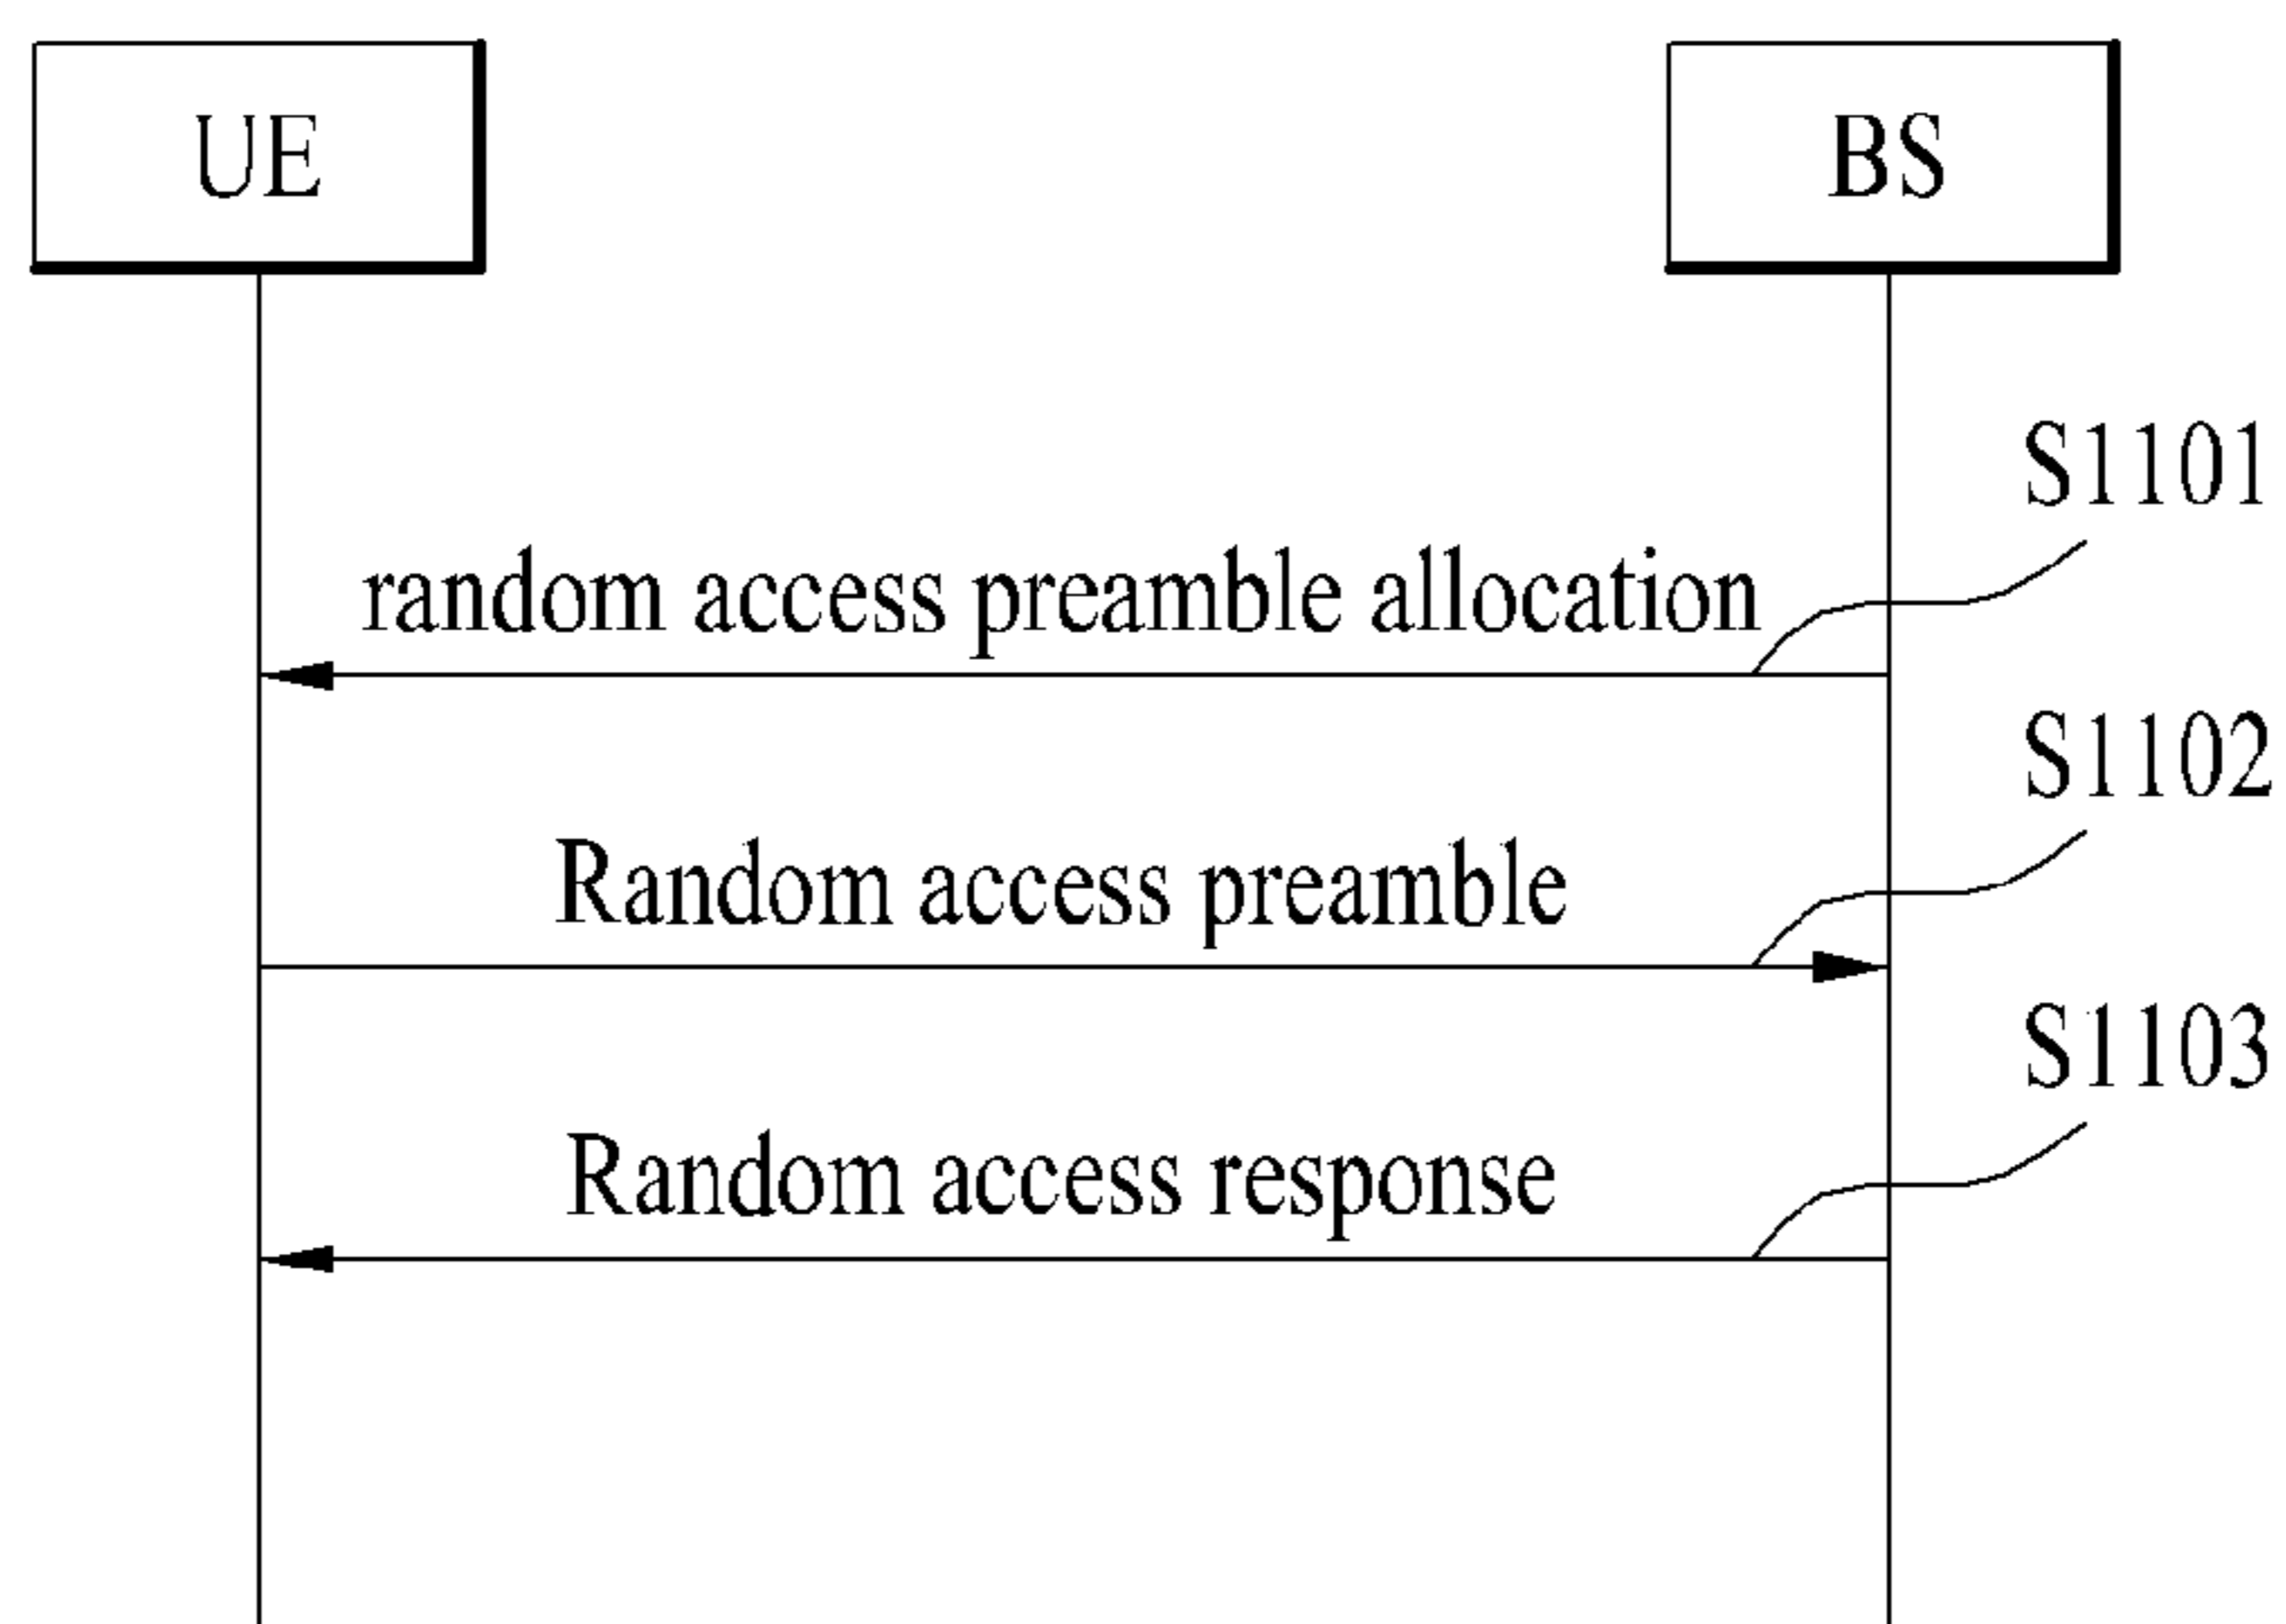 UE
BS
S1101
random access preamble allocation
S1102
Random access preamble
S1103
Random access response